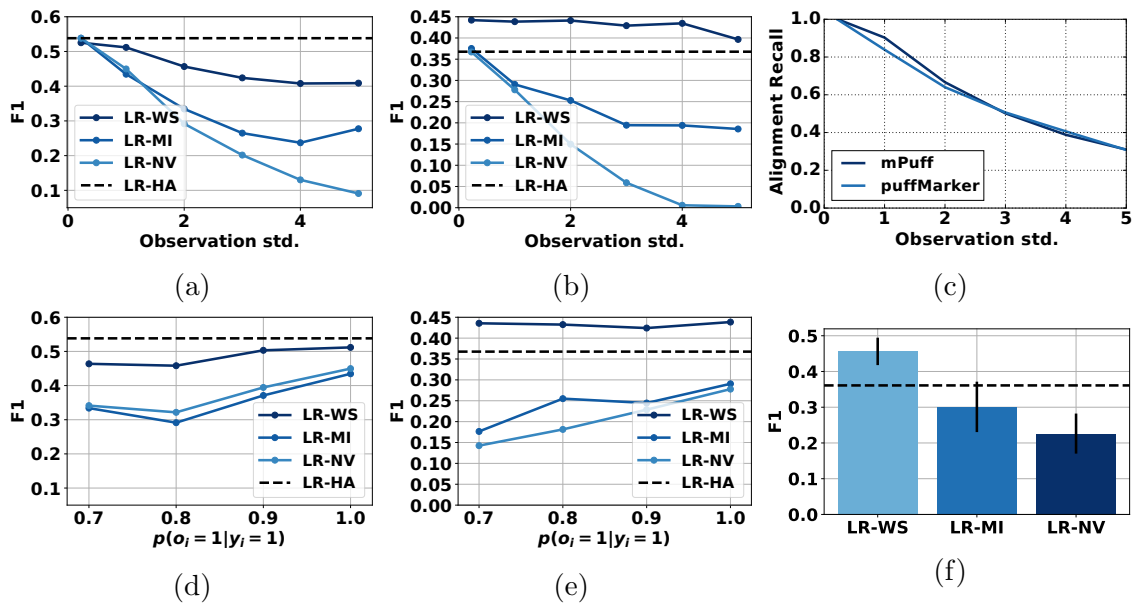 0.6
0.5
0.4
0.3
0.2
0.1
F1
LR-WS
LR-MI
LR-NV
LR-HA
0 2 4
Observation std.
(a)
0.45
0.40
0.35
0.30
0.25
0.20
0.15
0.10
0.05
0.00
F1
LR-WS
LR-MI
LR-NV
LR-HA
0 2 4
Observation std.
(b)
1.0
0.8
0.6
0.4
0.2
0.0
Alignment Recall
mPuff
puffMarker
0 1 2 3 4 5
Observation std.
(c)
0.6
0.5
0.4
0.3
0.2
0.1
F1
LR-WS
LR-MI
LR-NV
LR-HA
0.7 0.8 0.9 1.0
p(o_i = 1|y_i = 1)
(d)
0.45
0.40
0.35
0.30
0.25
0.20
0.15
0.10
0.05
0.00
F1
LR-WS
LR-MI
LR-NV
LR-HA
0.7 0.8 0.9 1.0
p(o_i = 1|y_i = 1)
(e)
0.5
0.4
0.3
0.2
0.1
0.0
F1
LR-WS LR-MI LR-NV
(f)